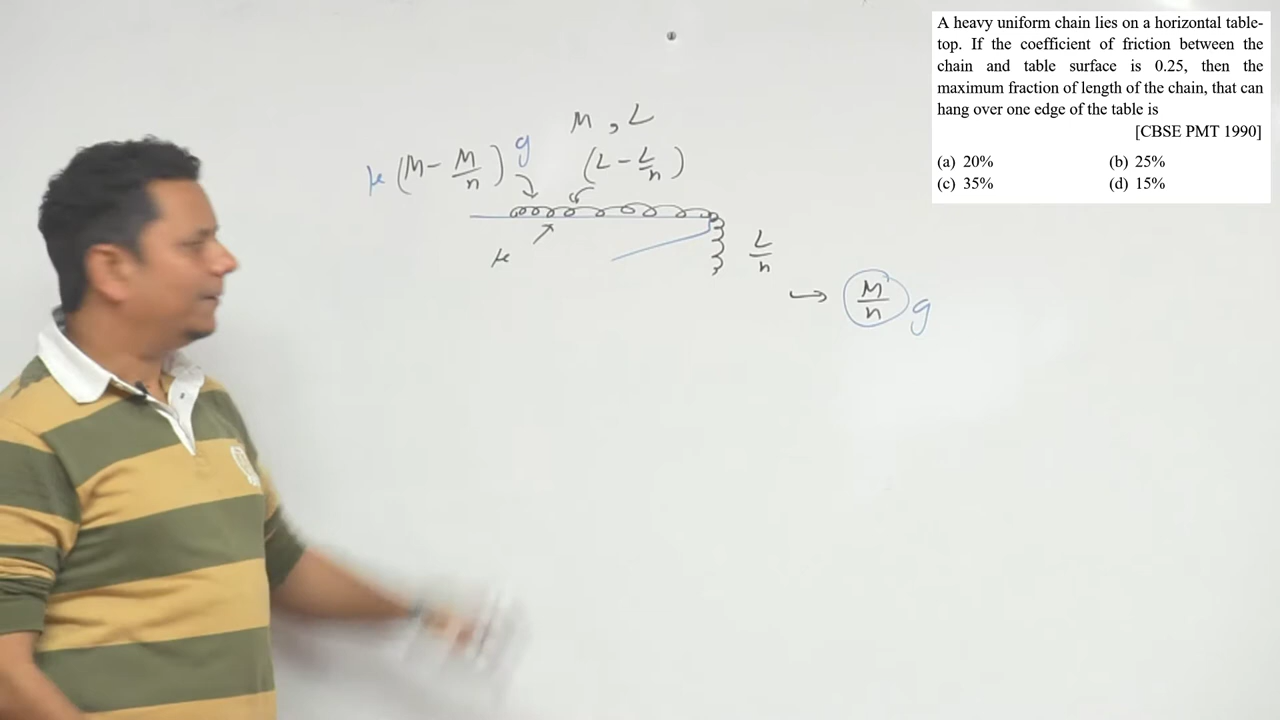 A heavy uniform chain lies on a horizontal table-
top. If the coefficient of friction between the
chain and table surface is 0.25, then the
maximum fraction of length of the chain, that can
hang over one edge of the table is
[CBSE PMT 1990]
(a) 20% (b) 25%
(c) 35% (d) 15%
M, L
μ (M - M/n) g (L - L/n)
μ
L/n
→ M/n g